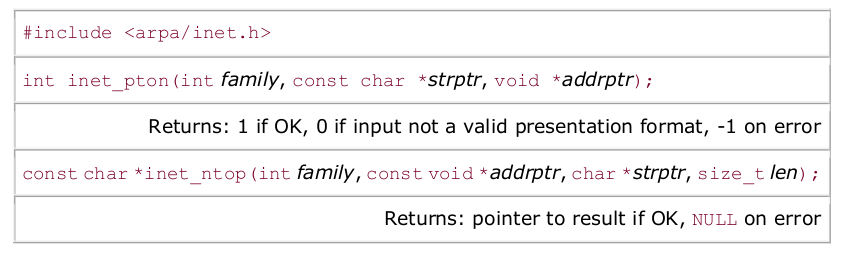 #include <arpa/inet.h>
int inet_pton(int family, const char *strptr, void *addrptr);
Returns: 1 if OK, 0 if input not a valid presentation format, -1 on error
const char *inet_ntop(int family, const void *addrptr, char *strptr, size_t len);
Returns: pointer to result if OK, NULL on error